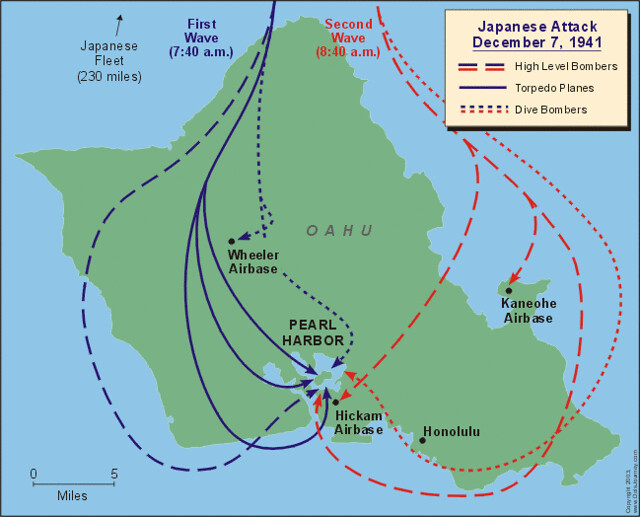 Japanese
Fleet
(230 miles)
First
Wave
(7:40 a.m.)
Second
Wave
(8:40 a.m.)
Japanese Attack
December 7, 1941
High Level Bombers
Torpedo Planes
Dive Bombers
OAHU
Wheeler
Airbase
Kaneohe
Airbase
PEARL
HARBOR
Hickam
Airbase
Honolulu
0 5
Miles
Copyright 2003,
www.OahuJourney.com